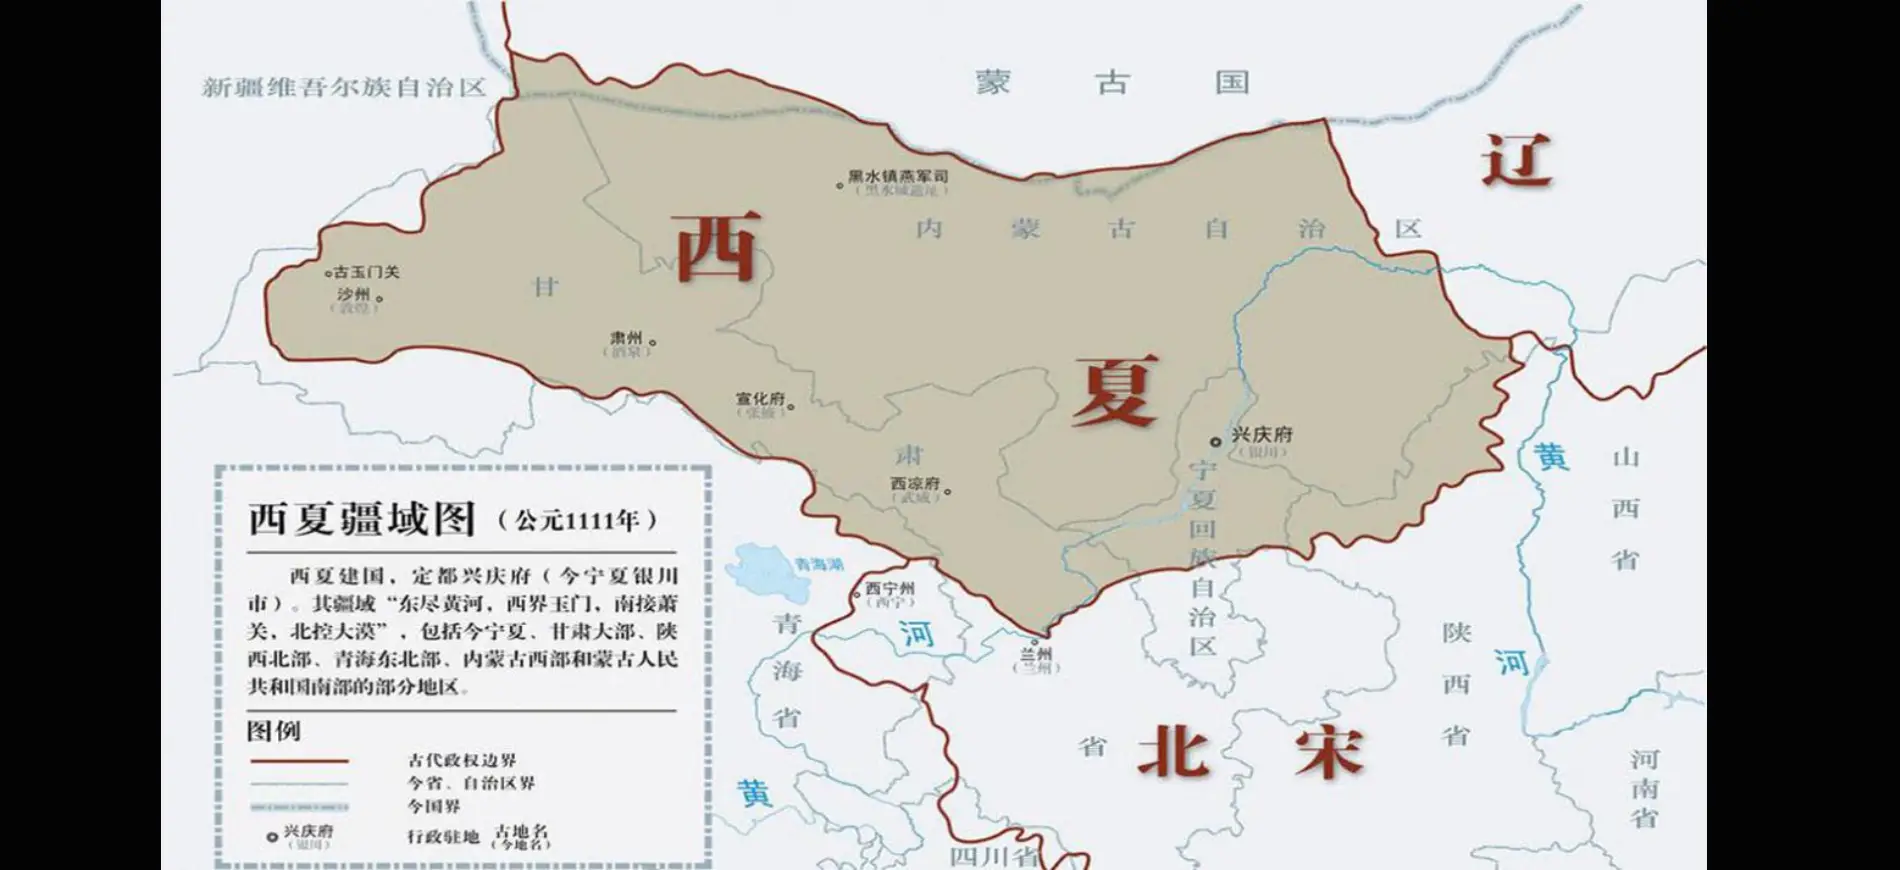 新疆维吾尔族自治区
蒙古国
辽
黑水镇燕军司
（黑水城遗址）
西
内蒙古自治区
古玉门关
沙州
（敦煌）
甘
肃州
（酒泉）
夏
宣化府
（张掖）
兴庆府
（银川）
肃
西凉府
（武威）
宁夏回族自治区
黄
山西省
西夏疆域图（公元1111年）
西夏建国，定都兴庆府（今宁夏银川
市）。其疆域“东尽黄河，西界玉门，南接萧
关，北控大漠”，包括今宁夏、甘肃大部、陕
西北部、青海东北部、内蒙古西部和蒙古人民
共和国南部的部分地区。
图例
古代政权边界
今省、自治区界
今国界
兴庆府
（银川）
行政驻地 古地名
（今地名）
青海湖
西宁州
（西宁）
河
青海省
兰州
（兰州）
陕西省
河
省
北宋
黄
河南省
四川省